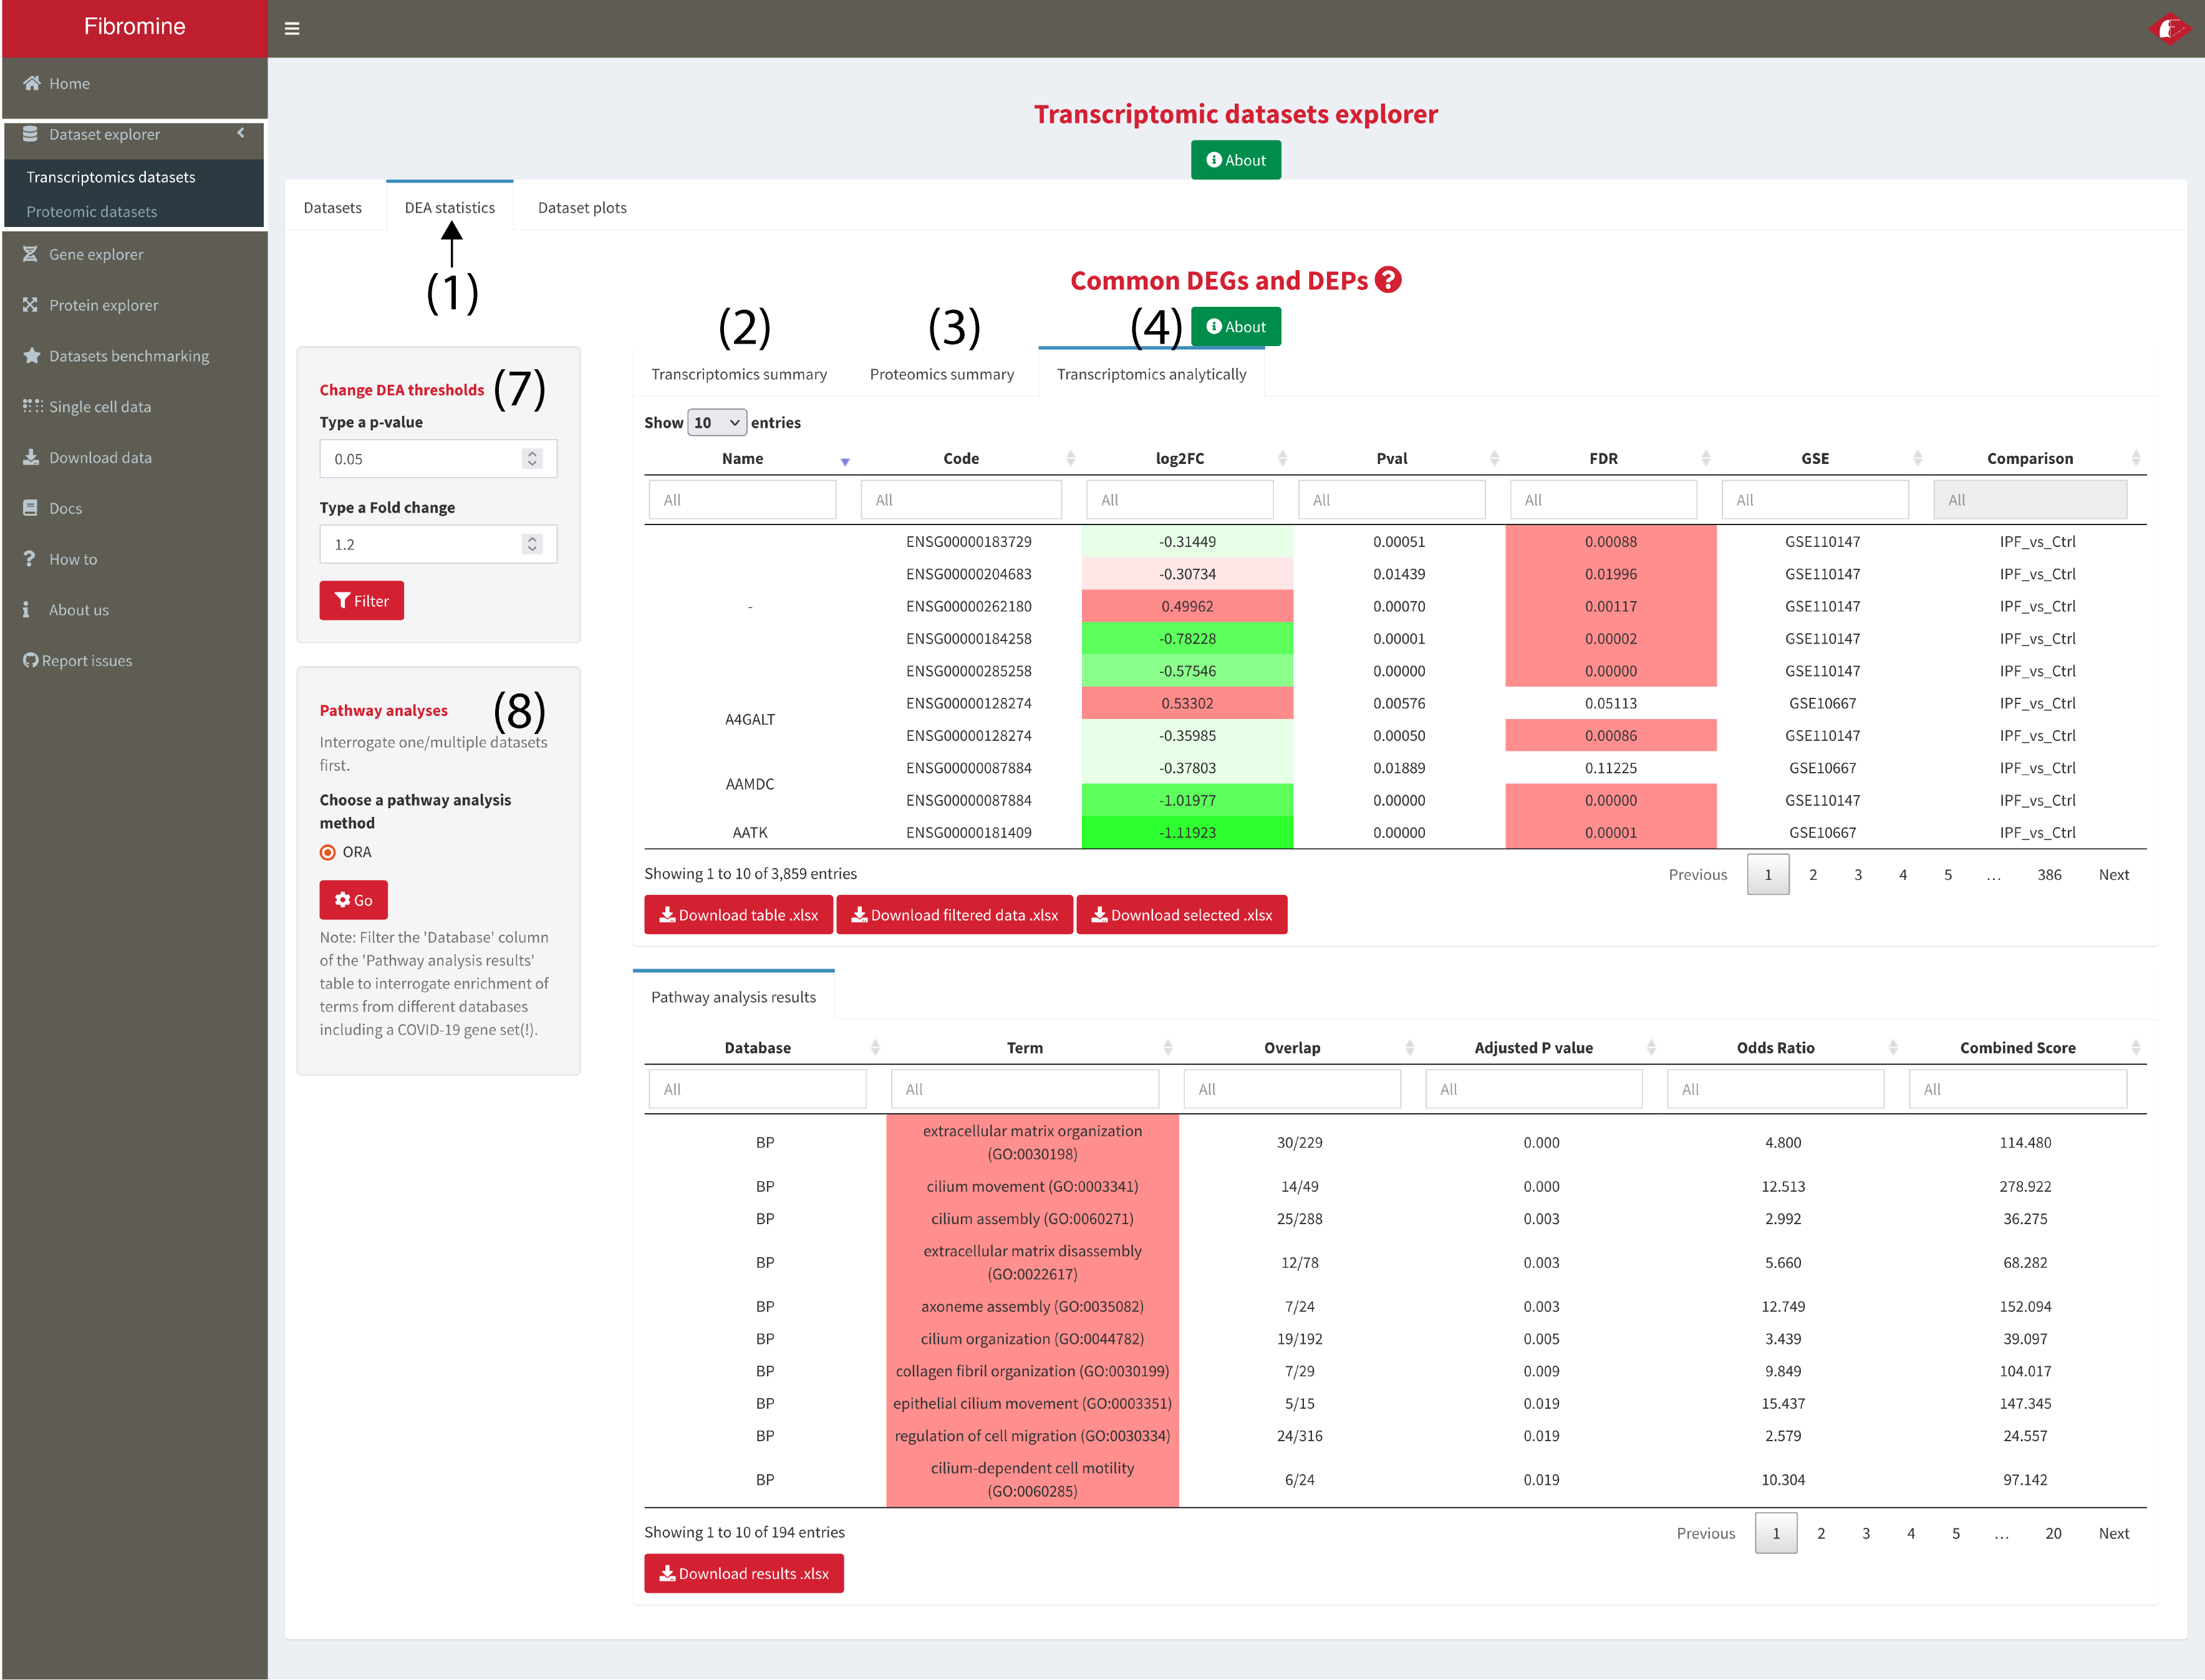 Fibromine
Home
Dataset explorer
Transcriptomics datasets
Proteomic datasets
Gene explorer
Protein explorer
Datasets benchmarking
Single cell data
Download data
Docs
How to
About us
Report issues
Transcriptomic datasets explorer
About
Datasets DEA statistics Dataset plots
(1)
Common DEGs and DEPs ?
About
(2) (3) (4)
Change DEA thresholds (7)
Type a p-value
0.05
Type a Fold change
1.2
Filter
Pathway analyses (8)
Interrogate one/multiple datasets
first.
Choose a pathway analysis
method
ORA
Go
Note: Filter the 'Database' column
of the 'Pathway analysis results'
table to interrogate enrichment of
terms from different databases
including a COVID-19 gene set(!).
Transcriptomics summary Proteomics summary Transcriptomics analytically
Show 10 entries
Name Code log2FC Pval FDR GSE Comparison
All All All All All All All
ENSG00000183729 -0.31449 0.00051 0.00088 GSE110147 IPF_vs_Ctrl
ENSG00000204683 -0.30734 0.01439 0.01996 GSE110147 IPF_vs_Ctrl
- ENSG00000262180 0.49962 0.00070 0.00117 GSE110147 IPF_vs_Ctrl
ENSG00000184258 -0.78228 0.00001 0.00002 GSE110147 IPF_vs_Ctrl
ENSG00000285258 -0.57546 0.00000 0.00000 GSE110147 IPF_vs_Ctrl
ENSG00000128274 0.53302 0.00576 0.05113 GSE10667 IPF_vs_Ctrl
A4GALT
ENSG00000128274 -0.35985 0.00050 0.00086 GSE110147 IPF_vs_Ctrl
ENSG00000087884 -0.37803 0.01889 0.11225 GSE10667 IPF_vs_Ctrl
AAMDC
ENSG00000087884 -1.01977 0.00000 0.00000 GSE110147 IPF_vs_Ctrl
AATK ENSG00000181409 -1.11923 0.00000 0.00001 GSE10667 IPF_vs_Ctrl
Showing 1 to 10 of 3,859 entries Previous 1 2 3 4 5 ... 386 Next
Download table .xlsx Download filtered data .xlsx Download selected .xlsx
Pathway analysis results
Database Term Overlap Adjusted P value Odds Ratio Combined Score
All All All All All All
BP extracellular matrix organization (GO:0030198) 30/229 0.000 4.800 114.480
BP cilium movement (GO:0003341) 14/49 0.000 12.513 278.922
BP cilium assembly (GO:0060271) 25/288 0.003 2.992 36.275
BP extracellular matrix disassembly (GO:0022617) 12/78 0.003 5.660 68.282
BP axoneme assembly (GO:0035082) 7/24 0.003 12.749 152.094
BP cilium organization (GO:0044782) 19/192 0.005 3.439 39.097
BP collagen fibril organization (GO:0030199) 7/29 0.009 9.849 104.017
BP epithelial cilium movement (GO:0003351) 5/15 0.019 15.437 147.345
BP regulation of cell migration (GO:0030334) 24/316 0.019 2.579 24.557
BP cilium-dependent cell motility (GO:0060285) 6/24 0.019 10.304 97.142
Showing 1 to 10 of 194 entries Previous 1 2 3 4 5 ... 20 Next
Download results .xlsx